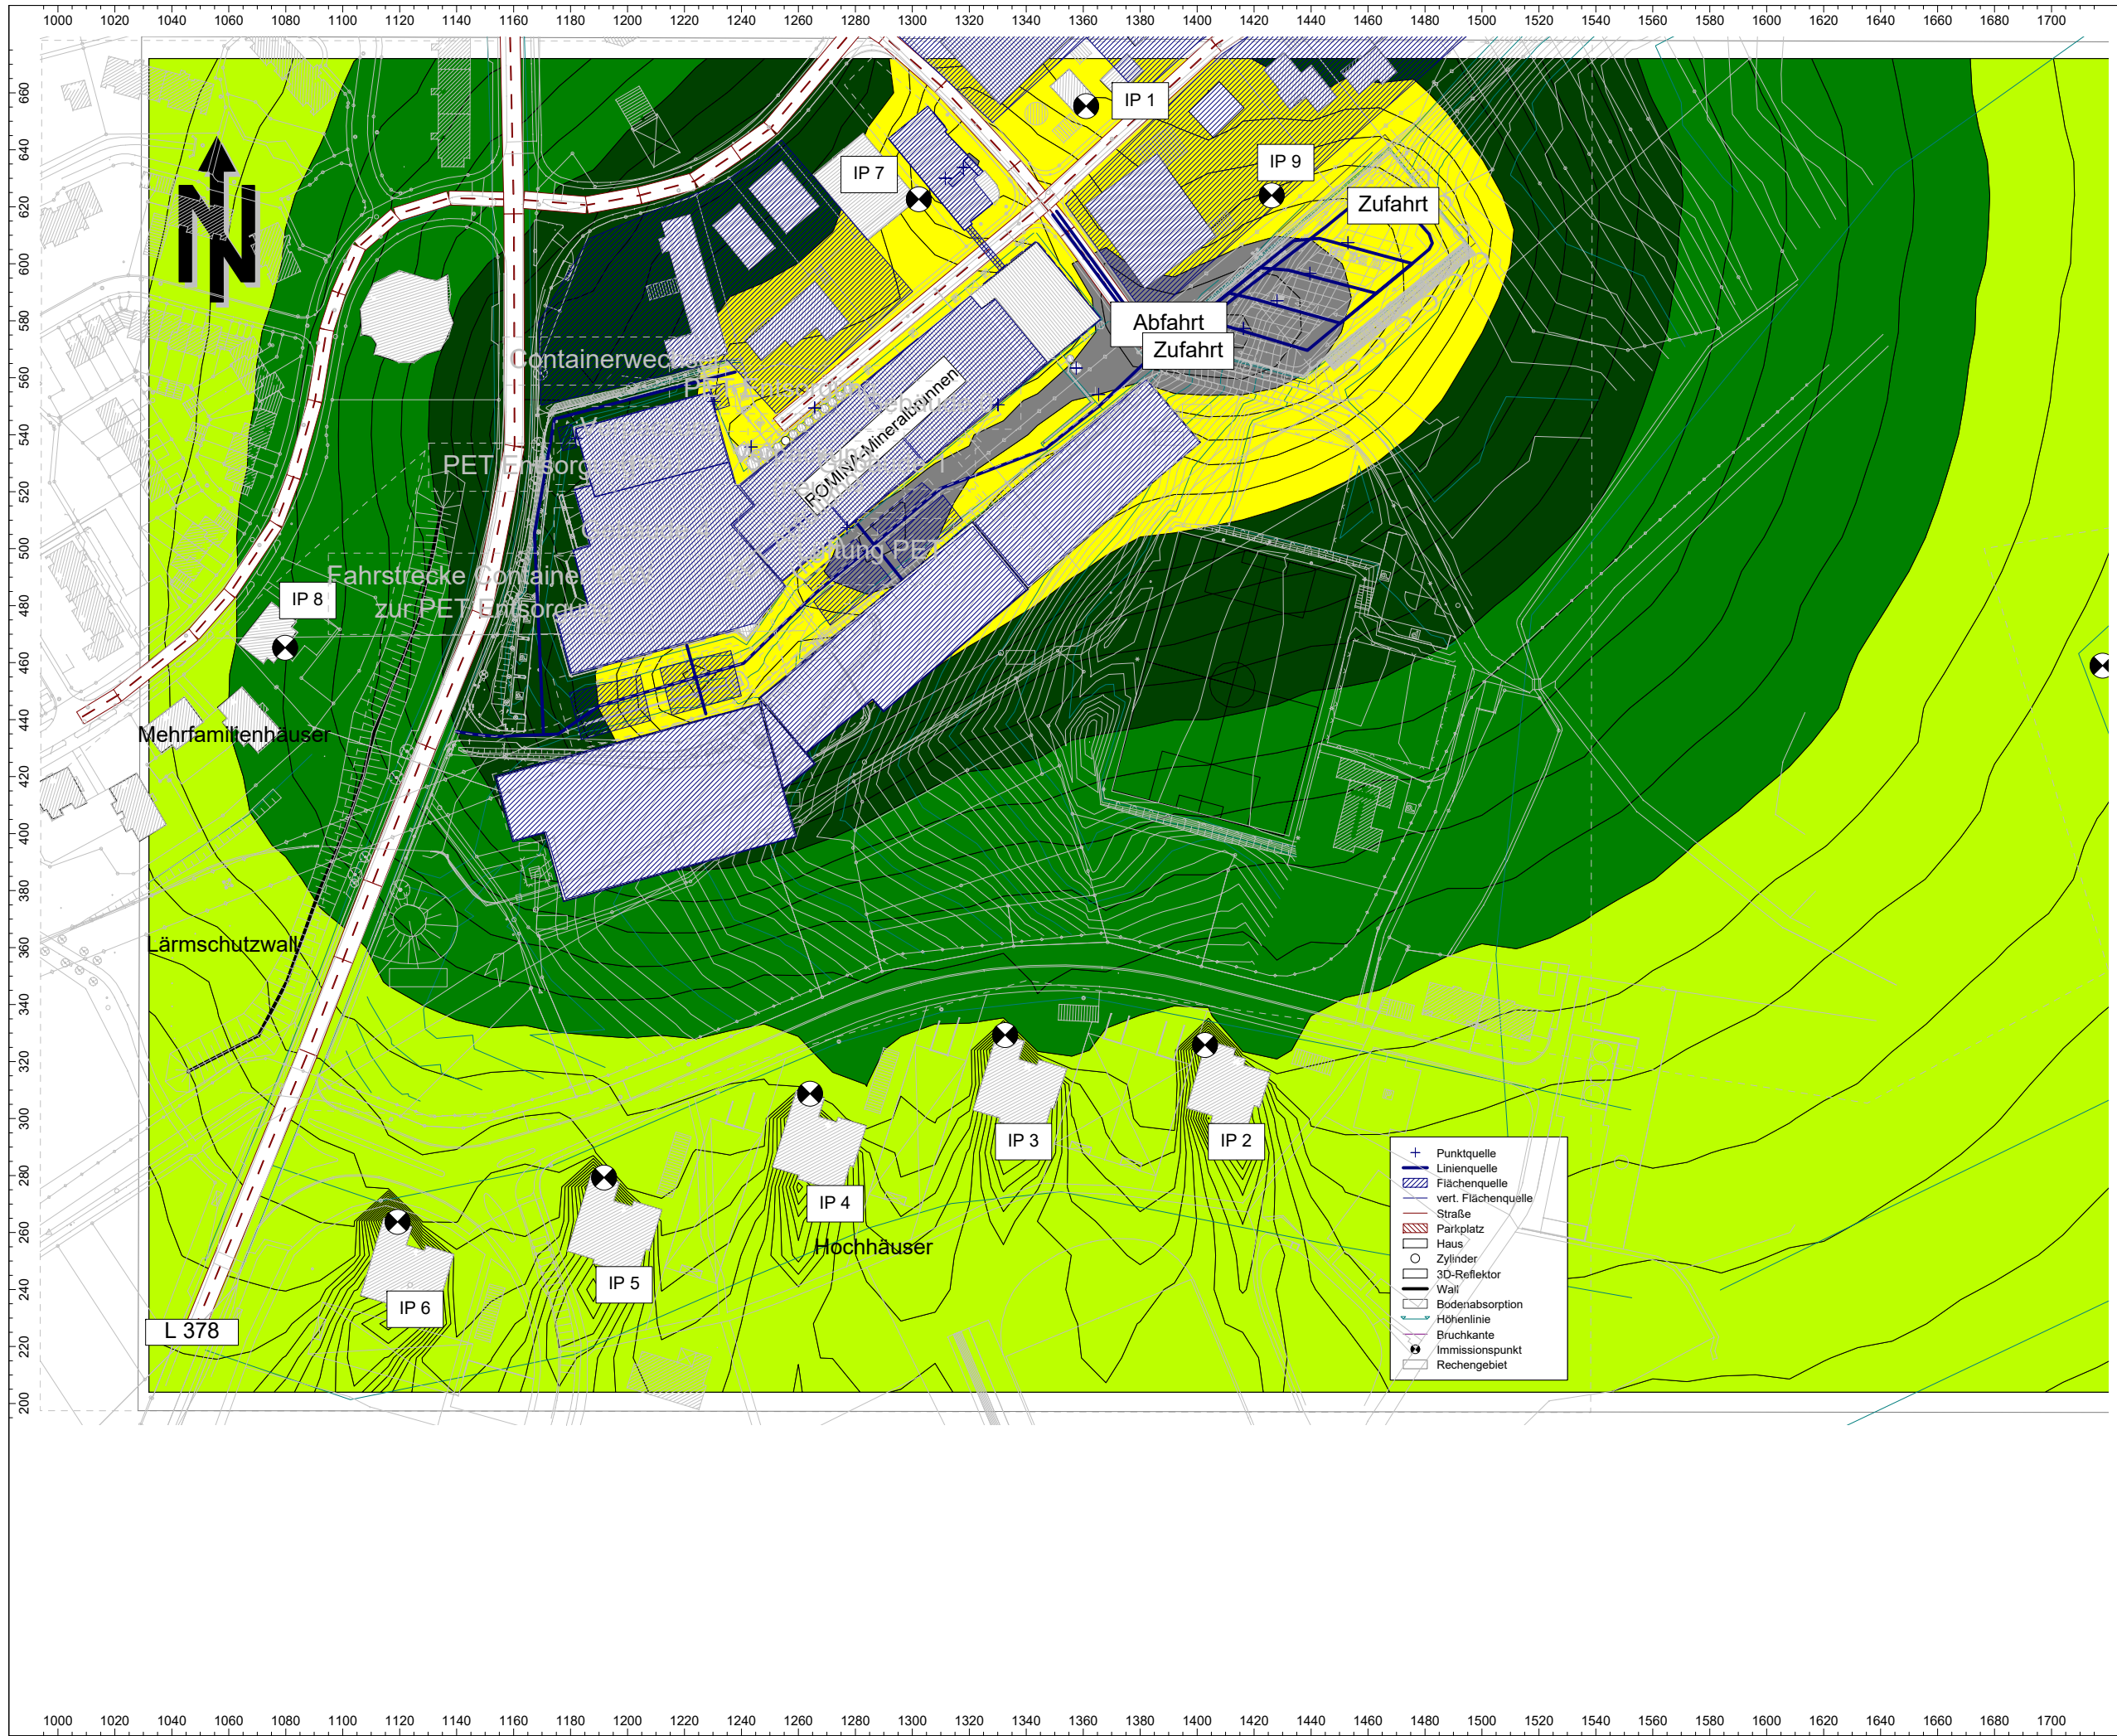 1000 1020 1040 1060 1080 1100 1120 1140 1160 1180 1200 1220 1240 1260 1280 1300 1320 1340 1360 1380 1400 1420 1440 1460 1480 1500 1520 1540 1560 1580 1600 1620 1640 1660 1680 1700
660
640
620
600
580
560
540
520
500
480
460
440
420
400
380
360
340
320
300
280
260
240
220
200
N
IP 1
IP 7
IP 9
Zufahrt
Abfahrt
Zufahrt
ROMINA-Mineralbrunnen
Fahrstrecke Container
zur PET Entsorgung
IP 8
Mehrfamilienhäuser
Lärmschutzwall
IP 3
IP 2
IP 4
Hochhäuser
IP 5
IP 6
L 378
Punktquelle
Linienquelle
Flächenquelle
vert. Flächenquelle
Straße
Parkplatz
Haus
Zylinder
3D-Reflektor
Wall
Bodenabsorption
Höhenlinie
Bruchkante
Immissionspunkt
Rechengebiet
1000 1020 1040 1060 1080 1100 1120 1140 1160 1180 1200 1220 1240 1260 1280 1300 1320 1340 1360 1380 1400 1420 1440 1460 1480 1500 1520 1540 1560 1580 1600 1620 1640 1660 1680 1700